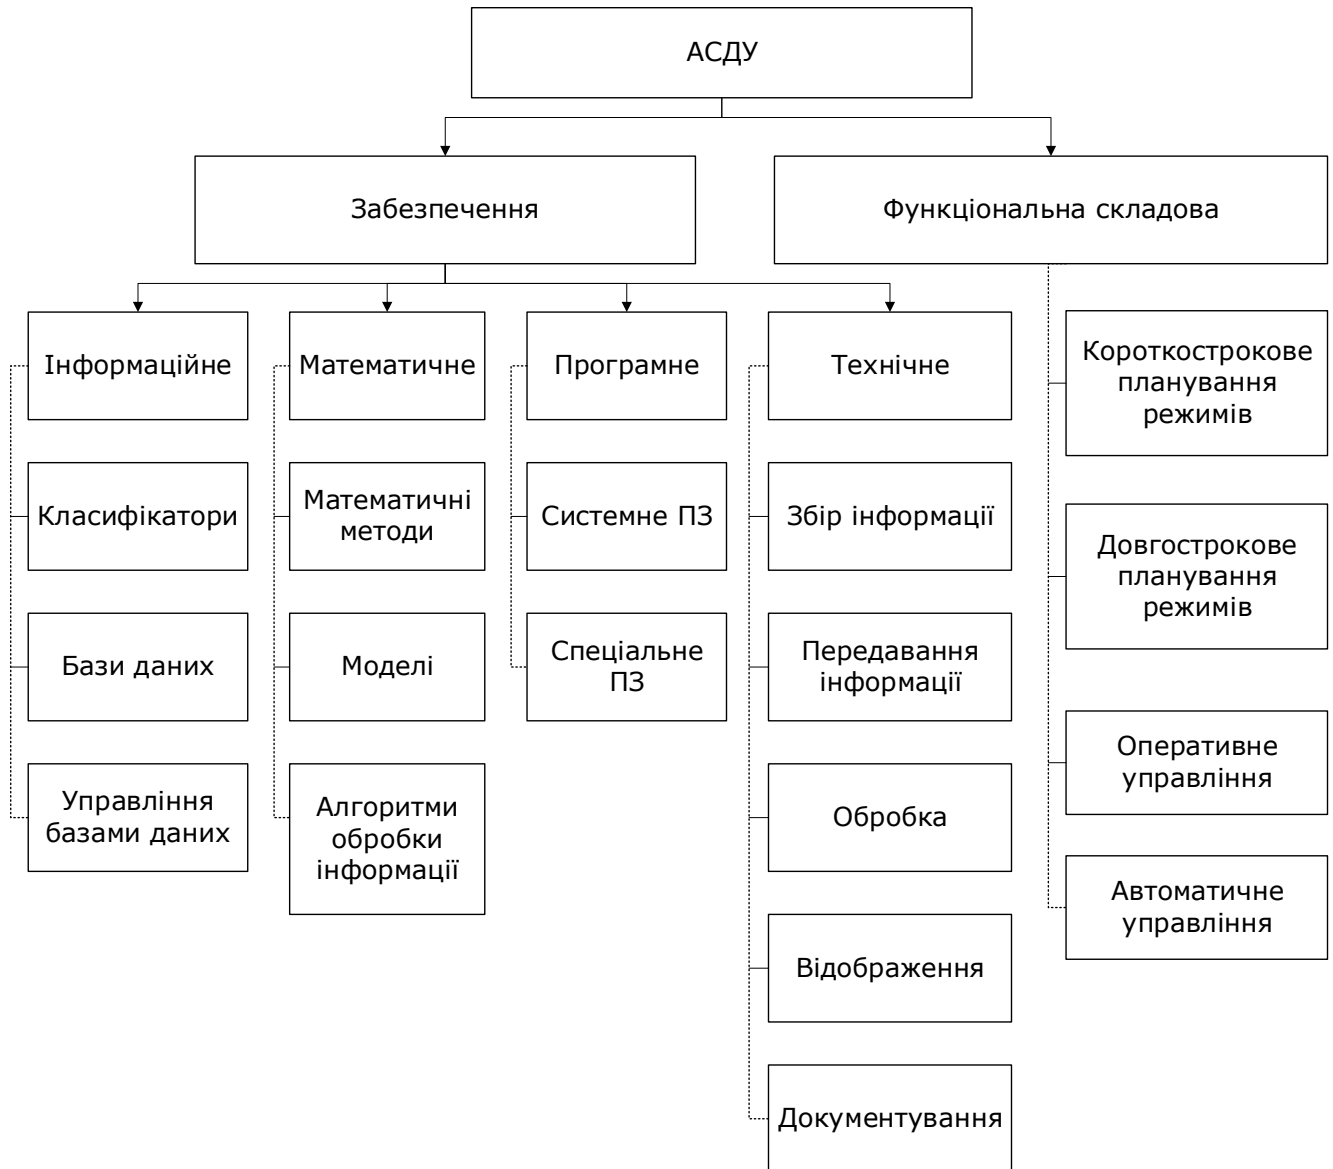 АСДУ
Забезпечення
Функціональна складова
Інформаційне
Математичне
Програмне
Технічне
Короткострокове
планування
режимів
Класифікатори
Математичні
методи
Системне ПЗ
Збір інформації
Довгострокове
планування
режимів
Бази даних
Моделі
Спеціальне
ПЗ
Передавання
інформації
Оперативне
управління
Управління
базами даних
Алгоритми
обробки
інформації
Обробка
Автоматичне
управління
Відображення
Документування